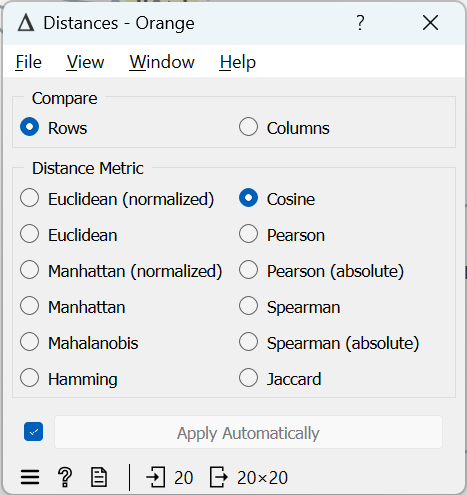 Distances - Orange ?
File View Window Help
Compare
Rows Columns
Distance Metric
Euclidean (normalized) Cosine
Euclidean Pearson
Manhattan (normalized) Pearson (absolute)
Manhattan Spearman
Mahalanobis Spearman (absolute)
Hamming Jaccard
Apply Automatically
? 20 20×20